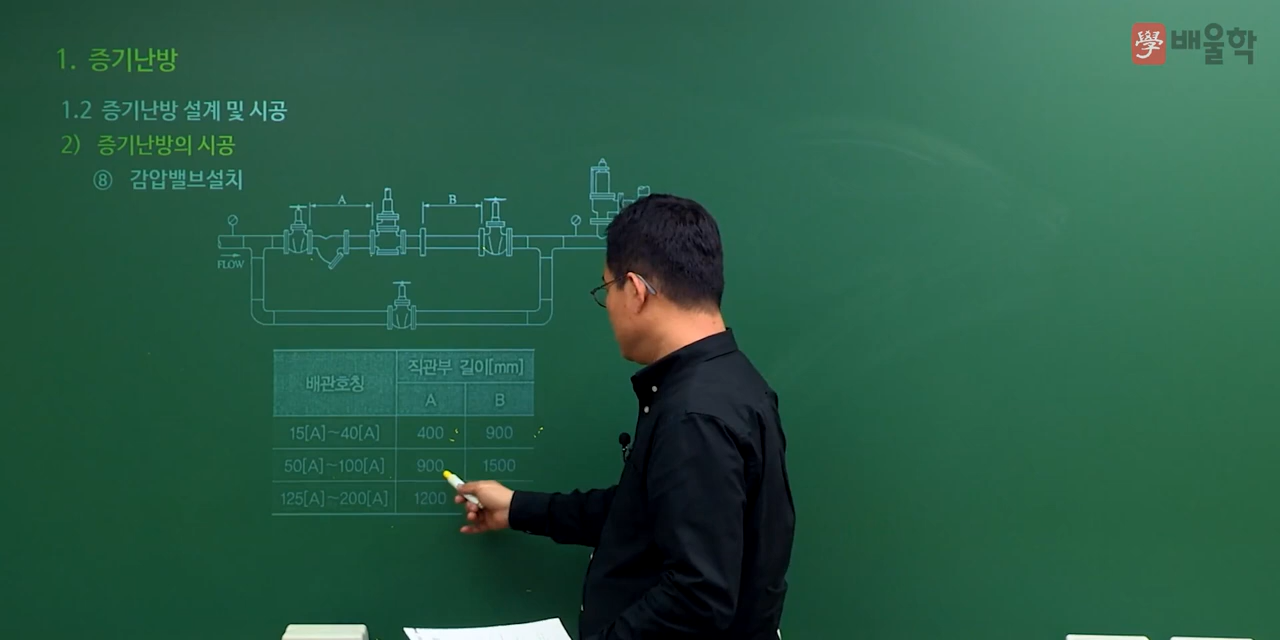 學 배울학
1. 증기난방
1.2 증기난방 설계 및 시공
2) 증기난방의 시공
⑧ 감압밸브설치
A B
FLOW
배관호칭 직관부 길이[mm]
A B
15[A]~40[A] 400 900
50[A]~100[A] 900 1500
125[A]~200[A] 1200